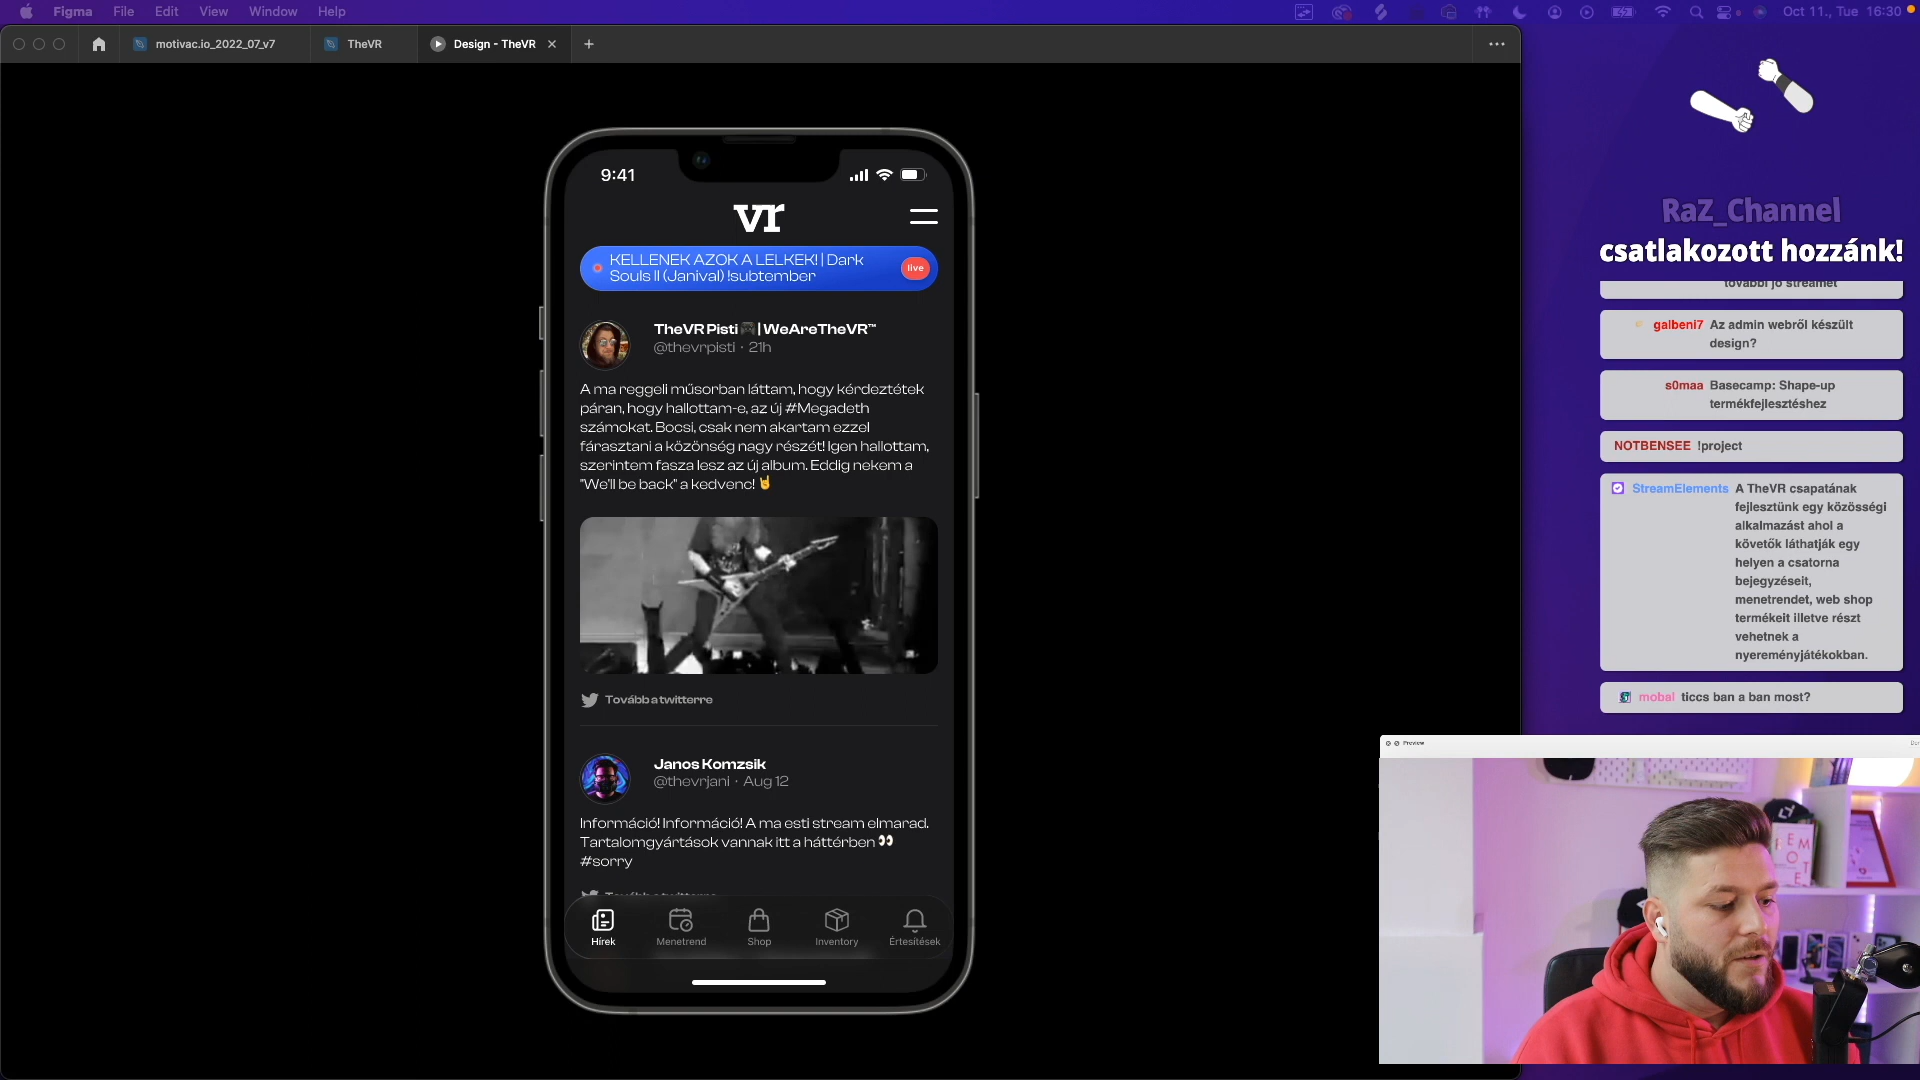 Figma File Edit View Window Help
Oct 11., Tue 16:30
motivac.io_2022_07_v7
TheVR
Design - TheVR
9:41
vr
KELLENEK AZOK A LELKEK! | Dark
Souls II (Janival) !subtember
live
TheVR Pisti 🎮 | WeAreTheVR™
@thevrpisti · 21h
A ma reggeli műsorban láttam, hogy kérdeztétek
páran, hogy hallottam-e, az új #Megadeth
számokat. Bocsi, csak nem akartam ezzel
fárasztani a közönség nagy részét! Igen hallottam,
szerintem fasza lesz az új album. Eddig nekem a
"We'll be back" a kedvenc! 🤘
Tovább a twitterre
Janos Komzsik
@thevrjani · Aug 12
Információ! Információ! A ma esti stream elmarad.
Tartalomgyártások vannak itt a háttérben 👀
#sorry
Tovább a twitterre
Hírek
Menetrend
Shop
Inventory
Értesítések
RaZ_Channel
csatlakozott hozzánk!
további jó streamet
galbeni7 Az admin webről készült
design?
s0maa Basecamp: Shape-up
termékfejlesztéshez
NOTBENSEE !project
StreamElements A TheVR csapatának
fejlesztünk egy közösségi
alkalmazást ahol a
követők láthatják egy
helyen a csatorna
bejegyzéseit,
menetrendet, web shop
termékeit illetve részt
vehetnek a
nyereményjátékokban.
mobal ticcs ban a ban most?
Preview
EM
OT
E